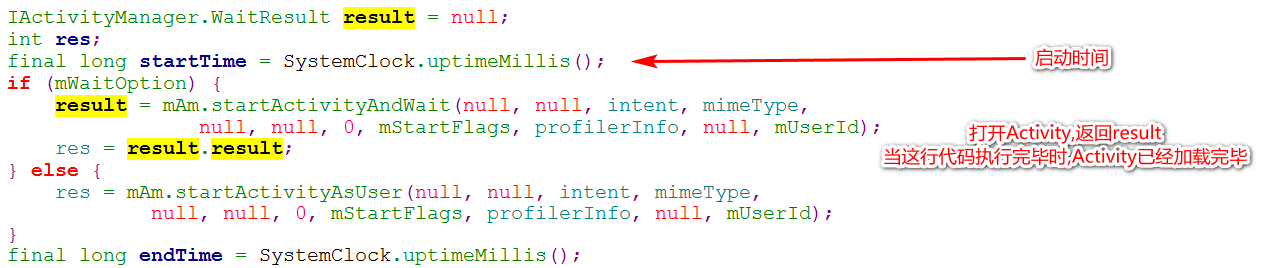 IActivityManager.WaitResult result = null;
int res;
final long startTime = SystemClock.uptimeMillis();
启动时间
if (mWaitOption) {
result = mAm.startActivityAndWait(null, null, intent, mimeType,
null, null, 0, mStartFlags, profilerInfo, null, mUserId);
打开Activity,返回result
res = result.result;
当这行代码执行完毕时,Activity已经加载完毕
} else {
res = mAm.startActivityAsUser(null, null, intent, mimeType,
null, null, 0, mStartFlags, profilerInfo, null, mUserId);
}
final long endTime = SystemClock.uptimeMillis();